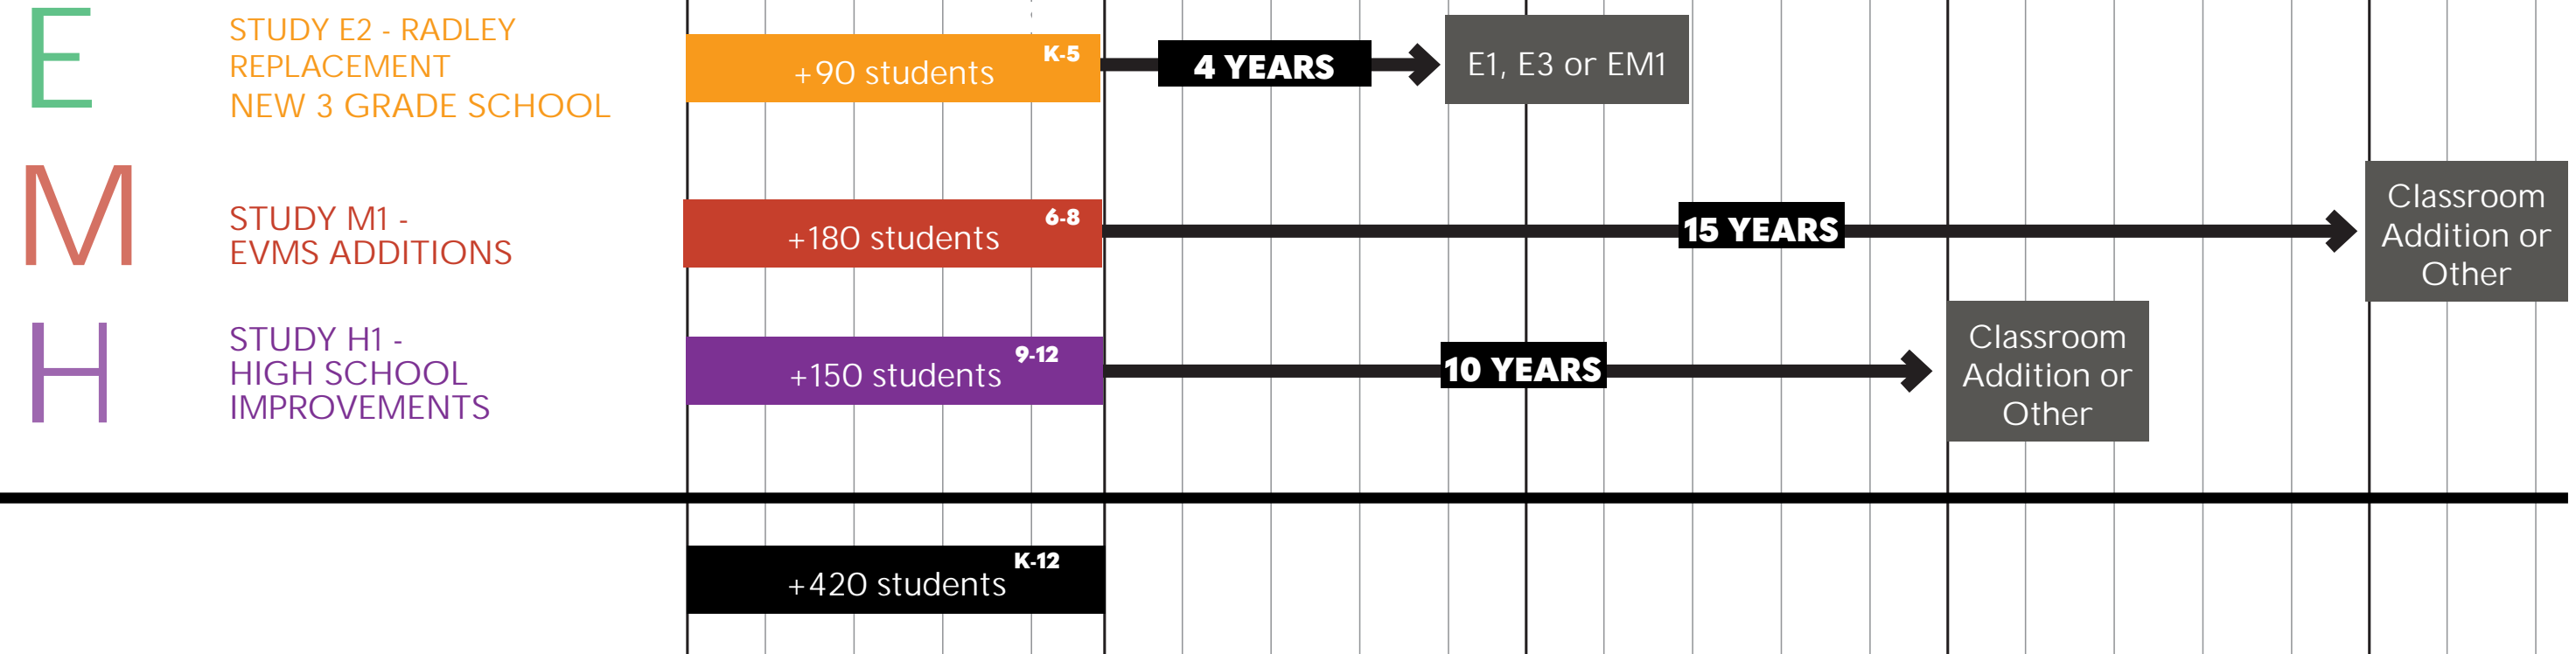 E
STUDY E2 - RADLEY
REPLACEMENT
NEW 3 GRADE SCHOOL
K-5
+90 students
4 YEARS
E1, E3 or EM1
M
STUDY M1 -
EVMS ADDITIONS
6-8
+180 students
15 YEARS
Classroom
Addition or
Other
H
STUDY H1 -
HIGH SCHOOL
IMPROVEMENTS
9-12
+150 students
10 YEARS
Classroom
Addition or
Other
K-12
+420 students